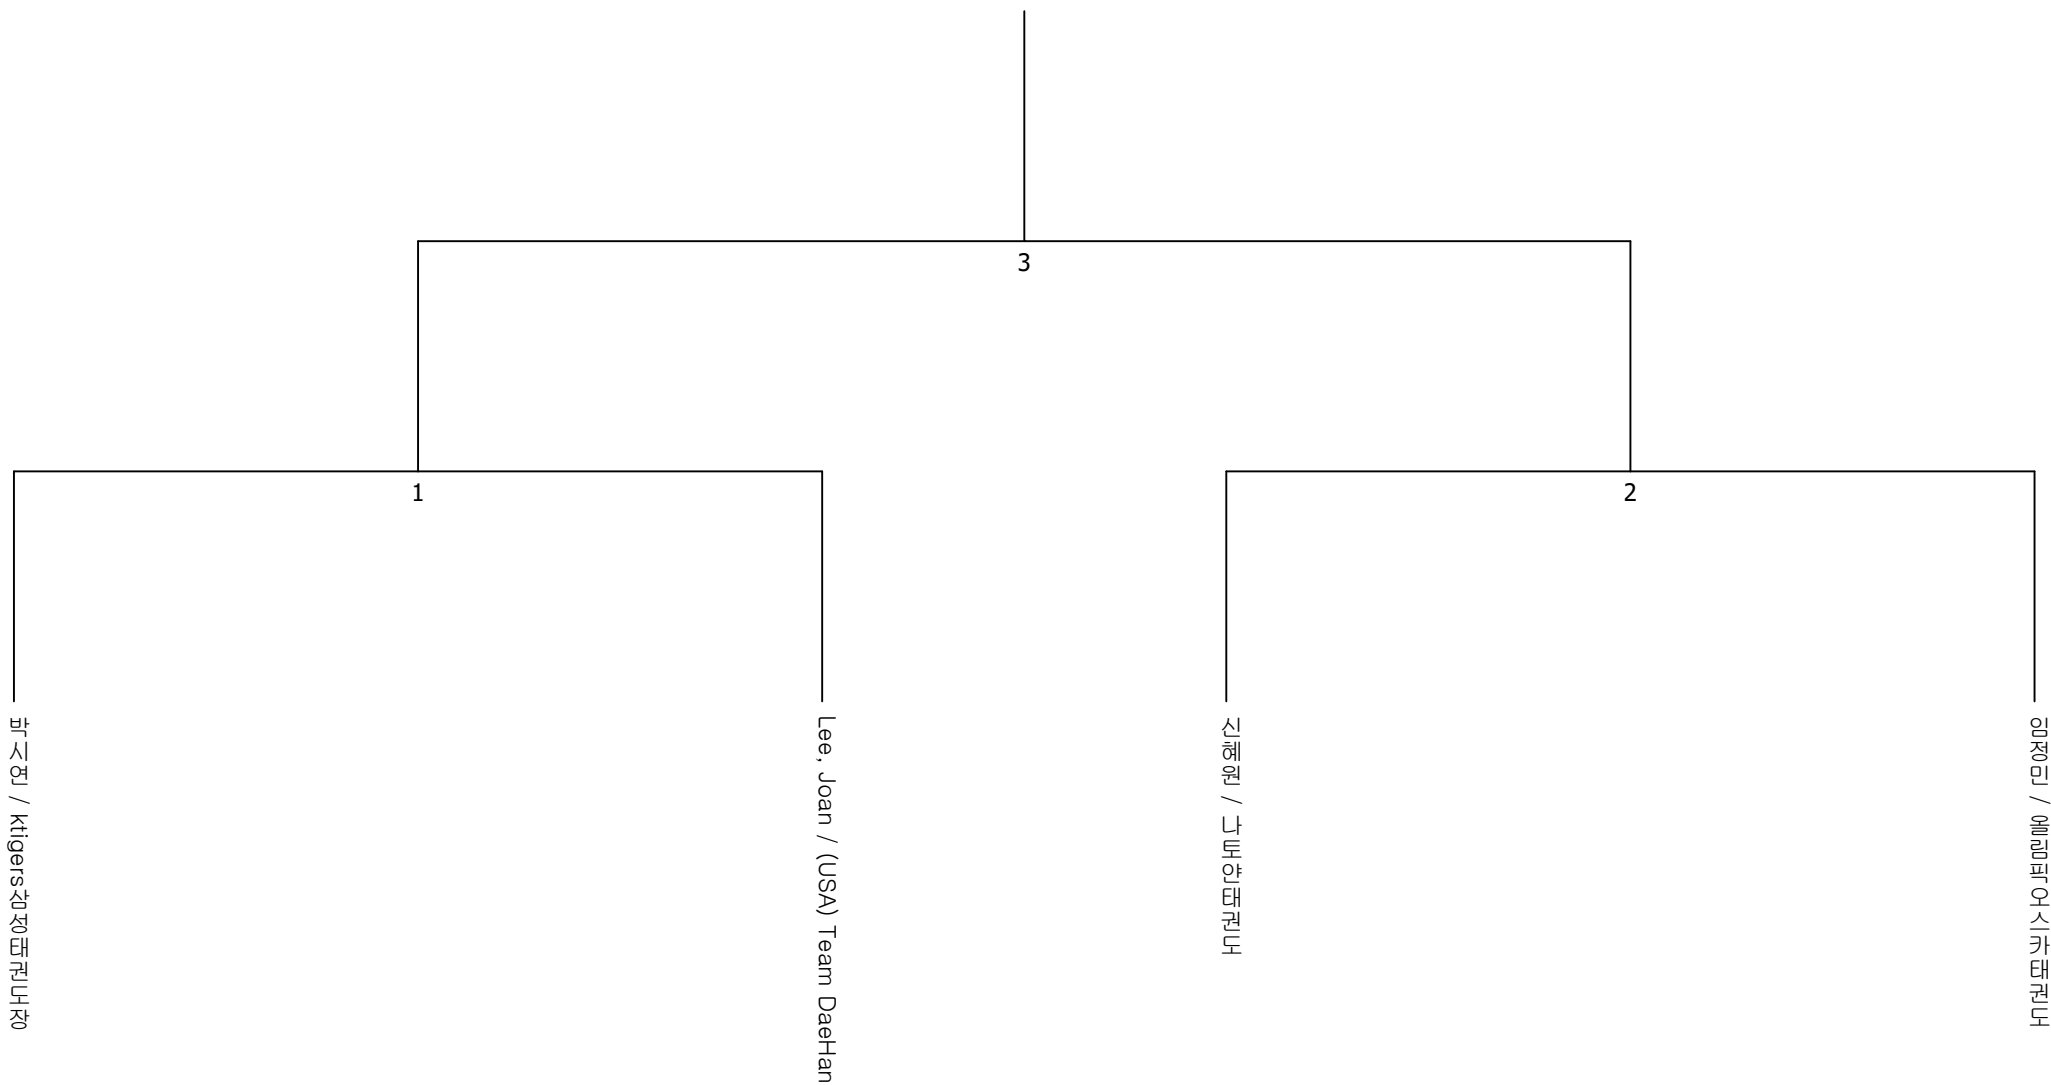 3
1
2
박시연 / ktigers삼성태권도장
Lee, Joan / (USA) Team DaeHan
신혜원 / 나토얀태권도
임정민 / 올림픽오스카태권도